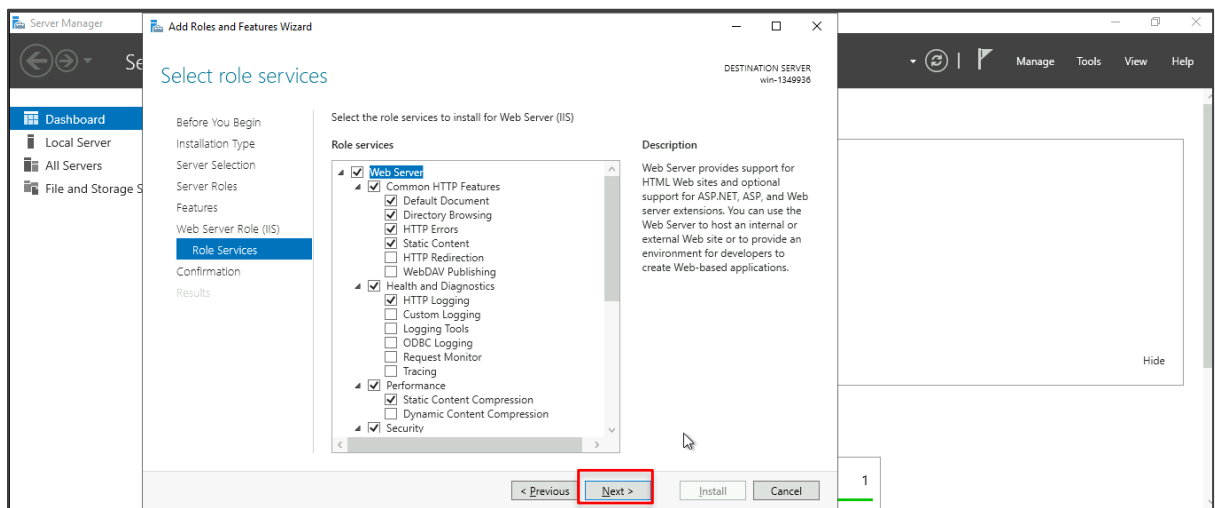 Server Manager
Se
Manage Tools View Help
Dashboard
Local Server
All Servers
File and Storage S
Add Roles and Features Wizard
Select role services
DESTINATION SERVER
win-1349936
Before You Begin
Installation Type
Server Selection
Server Roles
Features
Web Server Role (IIS)
Role Services
Confirmation
Results
Select the role services to install for Web Server (IIS)
Role services
Web Server
Common HTTP Features
Default Document
Directory Browsing
HTTP Errors
Static Content
HTTP Redirection
WebDAV Publishing
Health and Diagnostics
HTTP Logging
Custom Logging
Logging Tools
ODBC Logging
Request Monitor
Tracing
Performance
Static Content Compression
Dynamic Content Compression
Security
Description
Web Server provides support for
HTML Web sites and optional
support for ASP.NET, ASP, and Web
server extensions. You can use the
Web Server to host an internal or
external Web site or to provide an
environment for developers to
create Web-based applications.
< Previous Next > Install Cancel
Hide
1